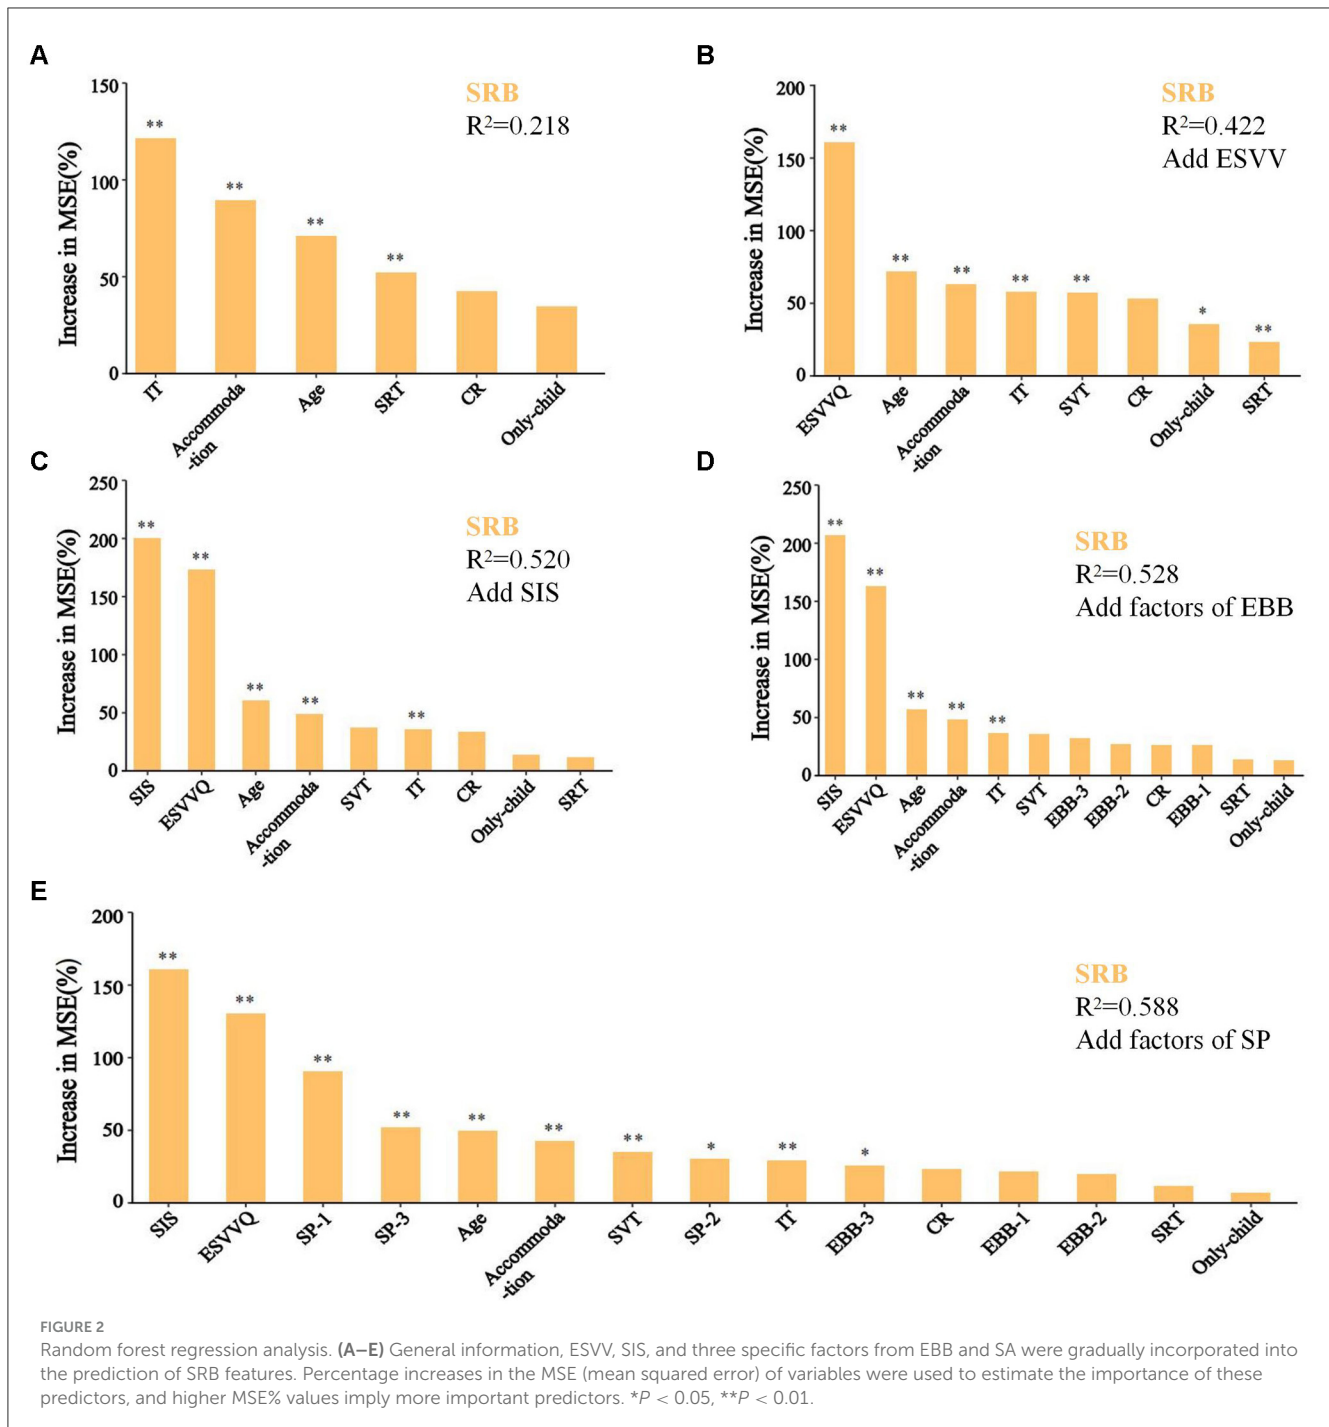 A
150
100
50
0
Increase in MSE(%)
SRB
R²=0.218
**
**
**
**
IT
Accommoda
-tion
Age
SRT
CR
Only-child
B
200
150
100
50
0
Increase in MSE(%)
SRB
R²=0.422
Add ESVV
**
**
**
**
**
*
**
ESVVQ
Age
Accommoda
-tion
IT
SVT
CR
Only-child
SRT
C
250
200
150
100
50
0
Increase in MSE(%)
SRB
R²=0.520
Add SIS
**
**
**
**
**
SIS
ESVVQ
Age
Accommoda
-tion
SVT
IT
CR
Only-child
SRT
D
250
200
150
100
50
0
Increase in MSE(%)
SRB
R²=0.528
Add factors of EBB
**
**
**
**
**
SIS
ESVVQ
Age
Accommoda
-tion
IT
SVT
EBB-3
EBB-2
CR
EBB-1
SRT
Only-child
E
200
150
100
50
0
Increase in MSE(%)
SRB
R²=0.588
Add factors of SP
**
**
**
**
**
**
**
*
**
*
SIS
ESVVQ
SP-1
SP-3
Age
Accommoda
-tion
SVT
SP-2
IT
EBB-3
CR
EBB-1
EBB-2
SRT
Only-child
FIGURE 2
Random forest regression analysis. (A–E) General information, ESVV, SIS, and three specific factors from EBB and SA were gradually incorporated into
the prediction of SRB features. Percentage increases in the MSE (mean squared error) of variables were used to estimate the importance of these
predictors, and higher MSE% values imply more important predictors. *P < 0.05, **P < 0.01.